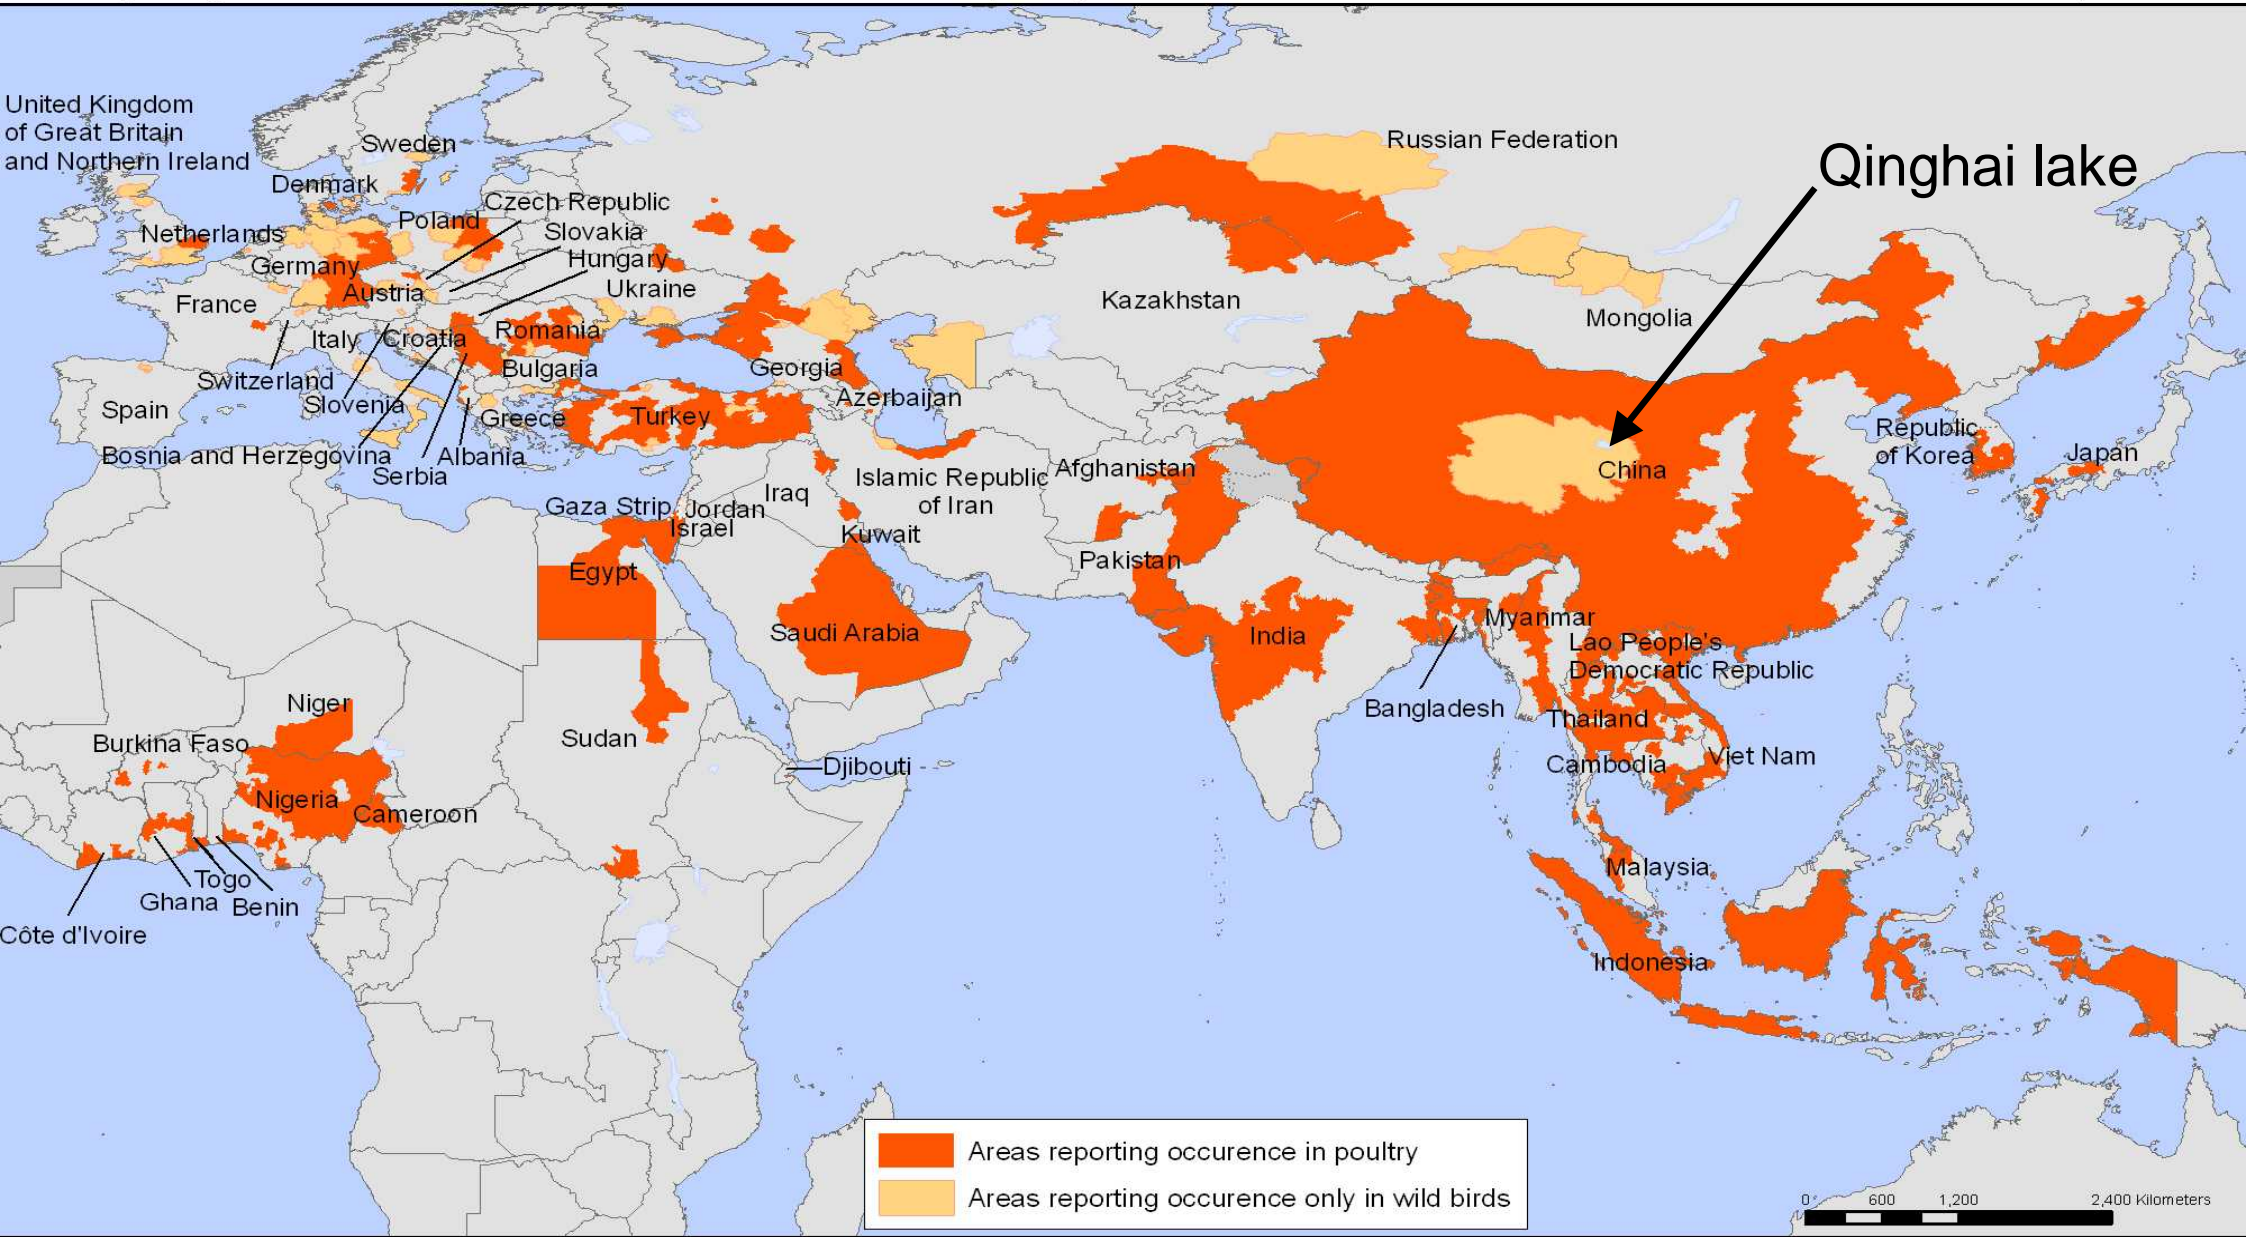 United Kingdom
of Great Britain
and Northern Ireland
Sweden
Denmark
Russian Federation
Qinghai lake
Czech Republic
Poland
Slovakia
Netherlands
Hungary
Germany
Ukraine
Austria
France
Kazakhstan
Mongolia
Italy
Croatia
Romania
Switzerland
Bulgaria
Georgia
Slovenia
Azerbaijan
Spain
Greece
Turkey
Republic
of Korea
Japan
Bosnia and Herzegovina
Albania
Serbia
China
Afghanistan
Islamic Republic
of Iran
Iraq
Gaza Strip
Jordan
Israel
Kuwait
Pakistan
Egypt
Saudi Arabia
India
Myanmar
Lao People's
Democratic Republic
Bangladesh
Thailand
Niger
Burkina Faso
Sudan
Djibouti
Cambodia
Viet Nam
Nigeria
Cameroon
Malaysia
Togo
Ghana
Benin
Côte d'Ivoire
Indonesia
Areas reporting occurence in poultry
Areas reporting occurence only in wild birds
0 600 1,200 2,400 Kilometers